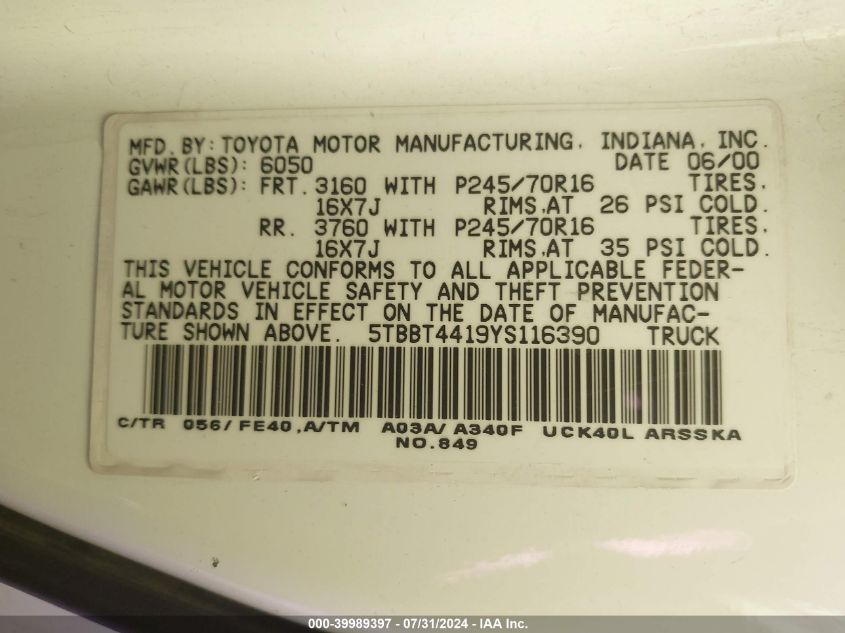 MFD. BY: TOYOTA MOTOR MANUFACTURING, INDIANA, INC.
GVWR(LBS): 6050 DATE 06/00
GAWR(LBS): FRT. 3160 WITH P245/70R16 TIRES,
16X7J RIMS,AT 26 PSI COLD.
RR. 3760 WITH P245/70R16 TIRES,
16X7J RIMS,AT 35 PSI COLD.
THIS VEHICLE CONFORMS TO ALL APPLICABLE FEDER-
AL MOTOR VEHICLE SAFETY AND THEFT PREVENTION
STANDARDS IN EFFECT ON THE DATE OF MANUFAC-
TURE SHOWN ABOVE. 5TBBT4419YS116390 TRUCK
C/TR 056/ FE40 ,A/TM A03A/ A340F UCK40L ARSSKA
NO.849
000-39989397 - 07/31/2024 - IAA Inc.